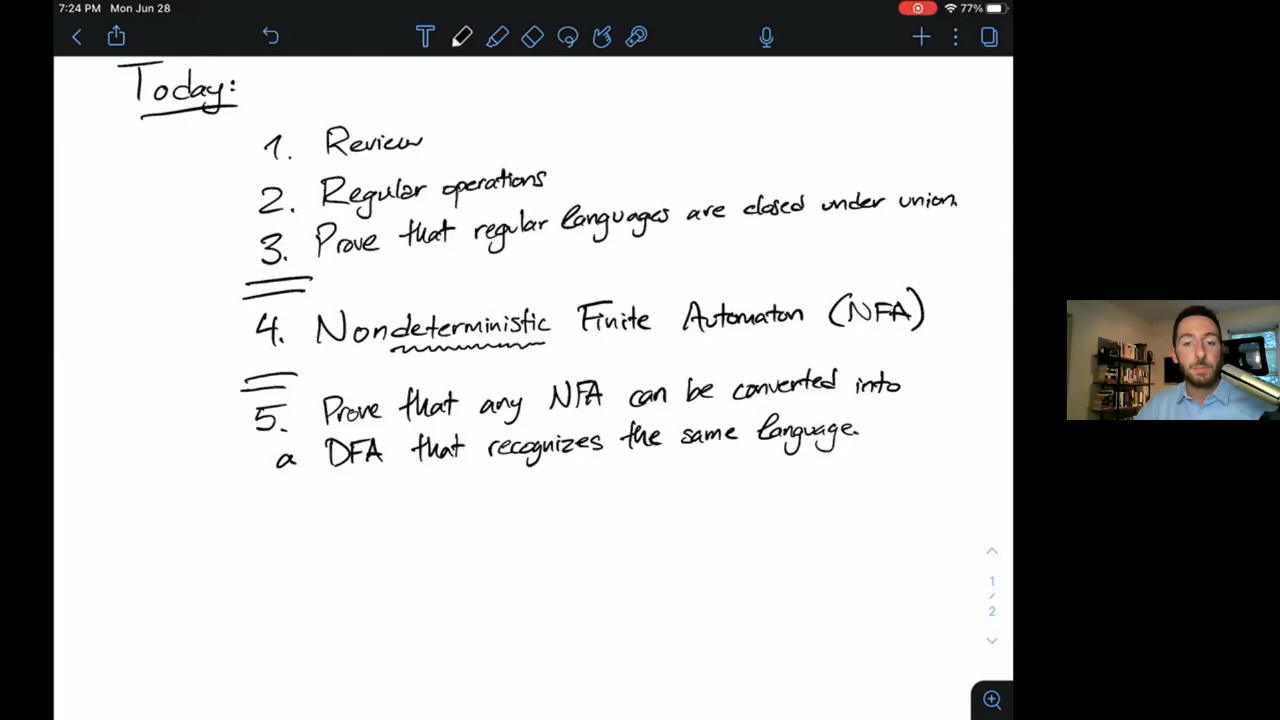 7:24 PM Mon Jun 28
77%
Today:
1. Review
2. Regular operations
3. Prove that regular languages are closed under union.
4. Nondeterministic Finite Automaton (NFA)
5. Prove that any NFA can be converted into
a DFA that recognizes the same language.
1
/
2